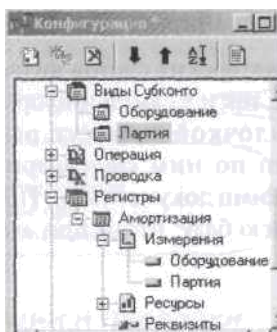 Конфигурация *
Виды Субконто
Оборудование
Партия
Операция
Проводка
Регистры
Амортизация
Измерения
Оборудование
Партия
Ресурсы
Реквизиты